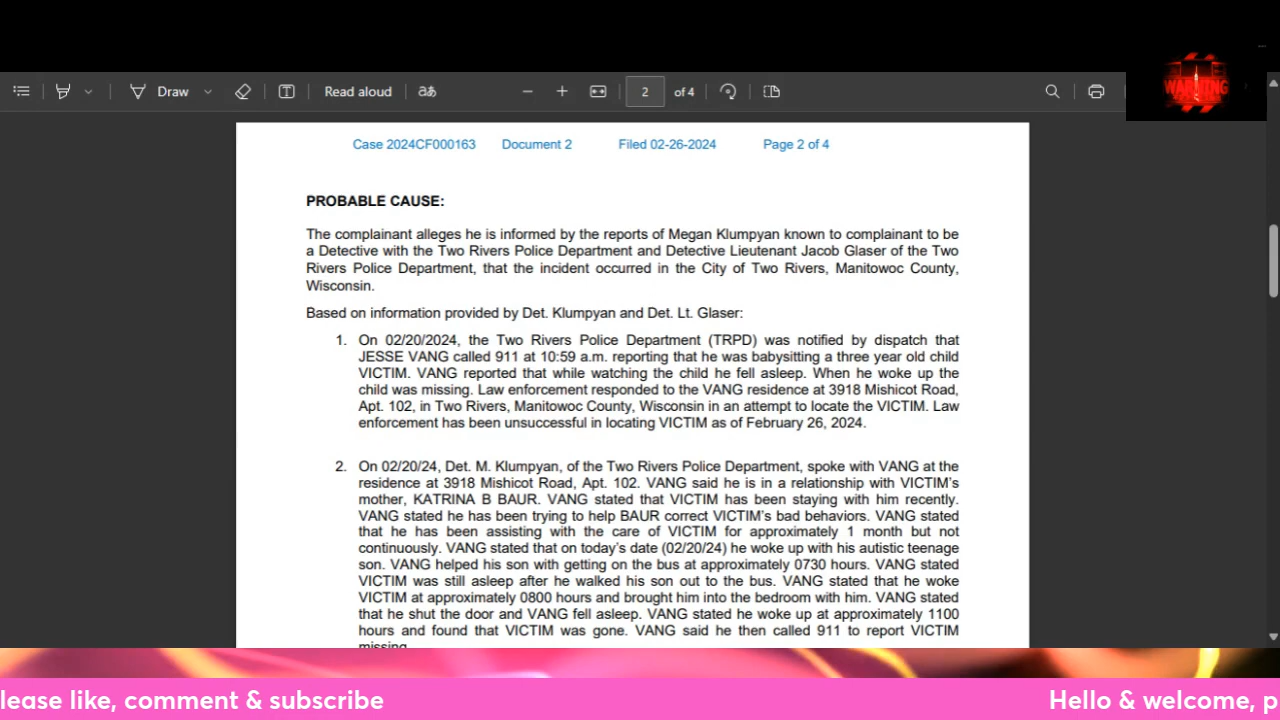 WARNING
Draw
Read aloud
aあ
2 of 4
Case 2024CF000163 Document 2 Filed 02-26-2024 Page 2 of 4
PROBABLE CAUSE:
The complainant alleges he is informed by the reports of Megan Klumpyan known to complainant to be
a Detective with the Two Rivers Police Department and Detective Lieutenant Jacob Glaser of the Two
Rivers Police Department, that the incident occurred in the City of Two Rivers, Manitowoc County,
Wisconsin.
Based on information provided by Det. Klumpyan and Det. Lt. Glaser:
1. On 02/20/2024, the Two Rivers Police Department (TRPD) was notified by dispatch that
JESSE VANG called 911 at 10:59 a.m. reporting that he was babysitting a three year old child
VICTIM. VANG reported that while watching the child he fell asleep. When he woke up the
child was missing. Law enforcement responded to the VANG residence at 3918 Mishicot Road,
Apt. 102, in Two Rivers, Manitowoc County, Wisconsin in an attempt to locate the VICTIM. Law
enforcement has been unsuccessful in locating VICTIM as of February 26, 2024.
2. On 02/20/24, Det. M. Klumpyan, of the Two Rivers Police Department, spoke with VANG at the
residence at 3918 Mishicot Road, Apt. 102. VANG said he is in a relationship with VICTIM's
mother, KATRINA B BAUR. VANG stated that VICTIM has been staying with him recently.
VANG stated he has been trying to help BAUR correct VICTIM's bad behaviors. VANG stated
that he has been assisting with the care of VICTIM for approximately 1 month but not
continuously. VANG stated that on today's date (02/20/24) he woke up with his autistic teenage
son. VANG helped his son with getting on the bus at approximately 0730 hours. VANG stated
VICTIM was still asleep after he walked his son out to the bus. VANG stated that he woke
VICTIM at approximately 0800 hours and brought him into the bedroom with him. VANG stated
that he shut the door and VANG fell asleep. VANG stated he woke up at approximately 1100
hours and found that VICTIM was gone. VANG said he then called 911 to report VICTIM
missing.
lease like, comment & subscribe
Hello & welcome, p